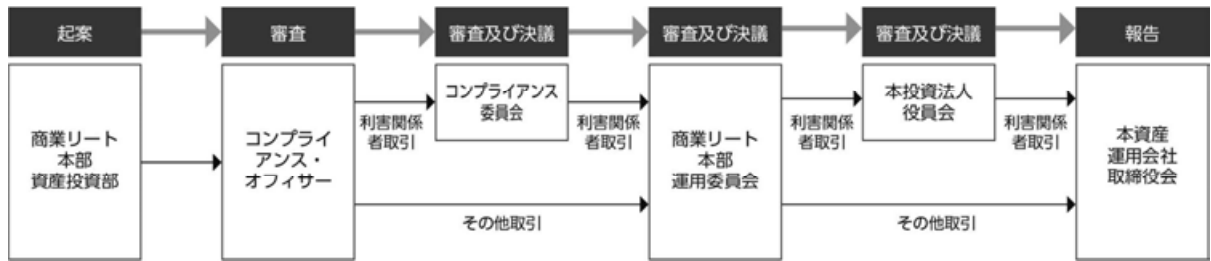 起案
審査
審査及び決議
審査及び決議
審査及び決議
報告
商業リート
本部
資産投資部
コンプライ
アンス・
オフィサー
利害関係
者取引
コンプライアンス
委員会
利害関係
者取引
その他取引
商業リート
本部
運用委員会
利害関係
者取引
本投資法人
役員会
利害関係
者取引
その他取引
本資産
運用会社
取締役会